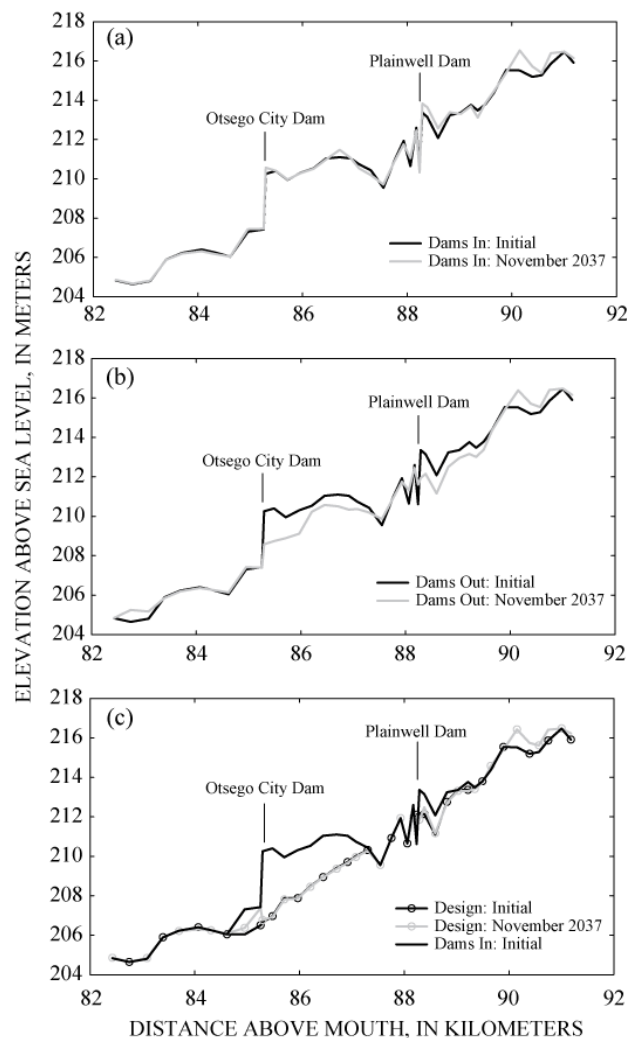 ELEVATION ABOVE SEA LEVEL, IN METERS
(a)
218
216
214
212
210
208
206
204
Plainwell Dam
Otsego City Dam
Dams In: Initial
Dams In: November 2037
82 84 86 88 90 92
(b)
218
216
214
212
210
208
206
204
Plainwell Dam
Otsego City Dam
Dams Out: Initial
Dams Out: November 2037
82 84 86 88 90 92
(c)
218
216
214
212
210
208
206
204
Plainwell Dam
Otsego City Dam
Design: Initial
Design: November 2037
Dams In: Initial
82 84 86 88 90 92
DISTANCE ABOVE MOUTH, IN KILOMETERS